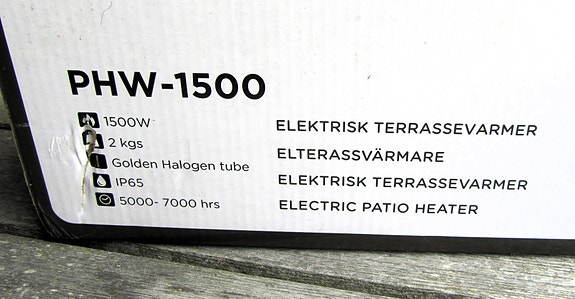 PHW-1500
1500W
2 kgs
Golden Halogen tube
IP65
5000- 7000 hrs
ELEKTRISK TERRASSEVARMER
ELTERASSVÄRMARE
ELEKTRISK TERRASSEVARMER
ELECTRIC PATIO HEATER